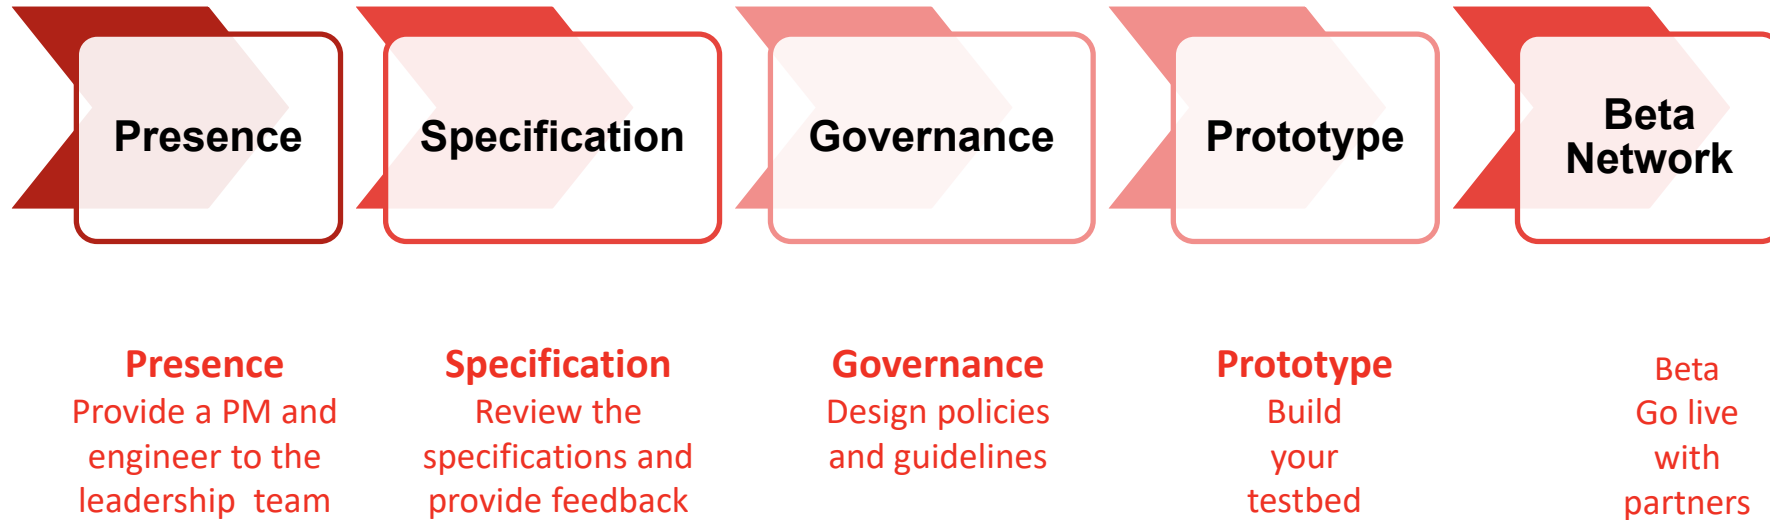 Presence
Specification
Governance
Prototype
Beta
Network
Presence
Provide a PM and
engineer to the
leadership team
Specification
Review the
specifications and
provide feedback
Governance
Design policies
and guidelines
Prototype
Build
your
testbed
Beta
Go live
with
partners